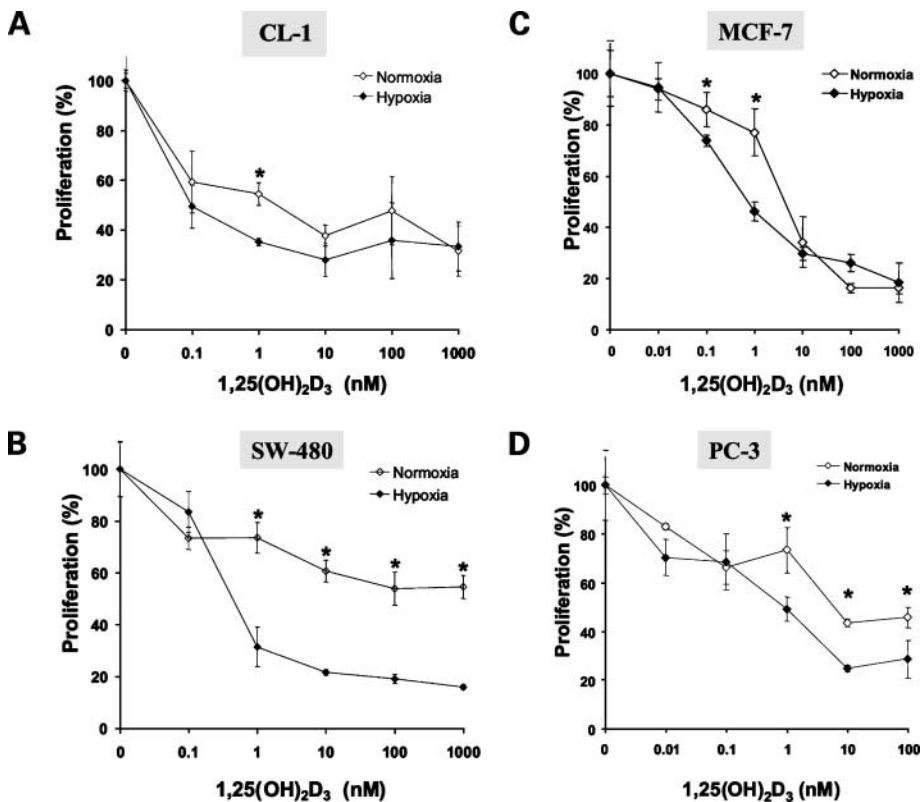 A
CL-1
Normoxia
Hypoxia
*
Proliferation (%)
100
80
60
40
20
0
0
0.1
1
10
100
1000
1,25(OH)₂D₃ (nM)
C
MCF-7
Normoxia
Hypoxia
*
*
Proliferation (%)
100
80
60
40
20
0
0
0.01
0.1
1
10
100
1000
1,25(OH)₂D₃ (nM)
B
SW-480
Normoxia
Hypoxia
*
*
*
*
Proliferation (%)
100
80
60
40
20
0
0
0.1
1
10
100
1000
1,25(OH)₂D₃ (nM)
D
PC-3
Normoxia
Hypoxia
*
*
*
Proliferation (%)
100
80
60
40
20
0
0
0.01
0.1
1
10
100
1,25(OH)₂D₃ (nM)